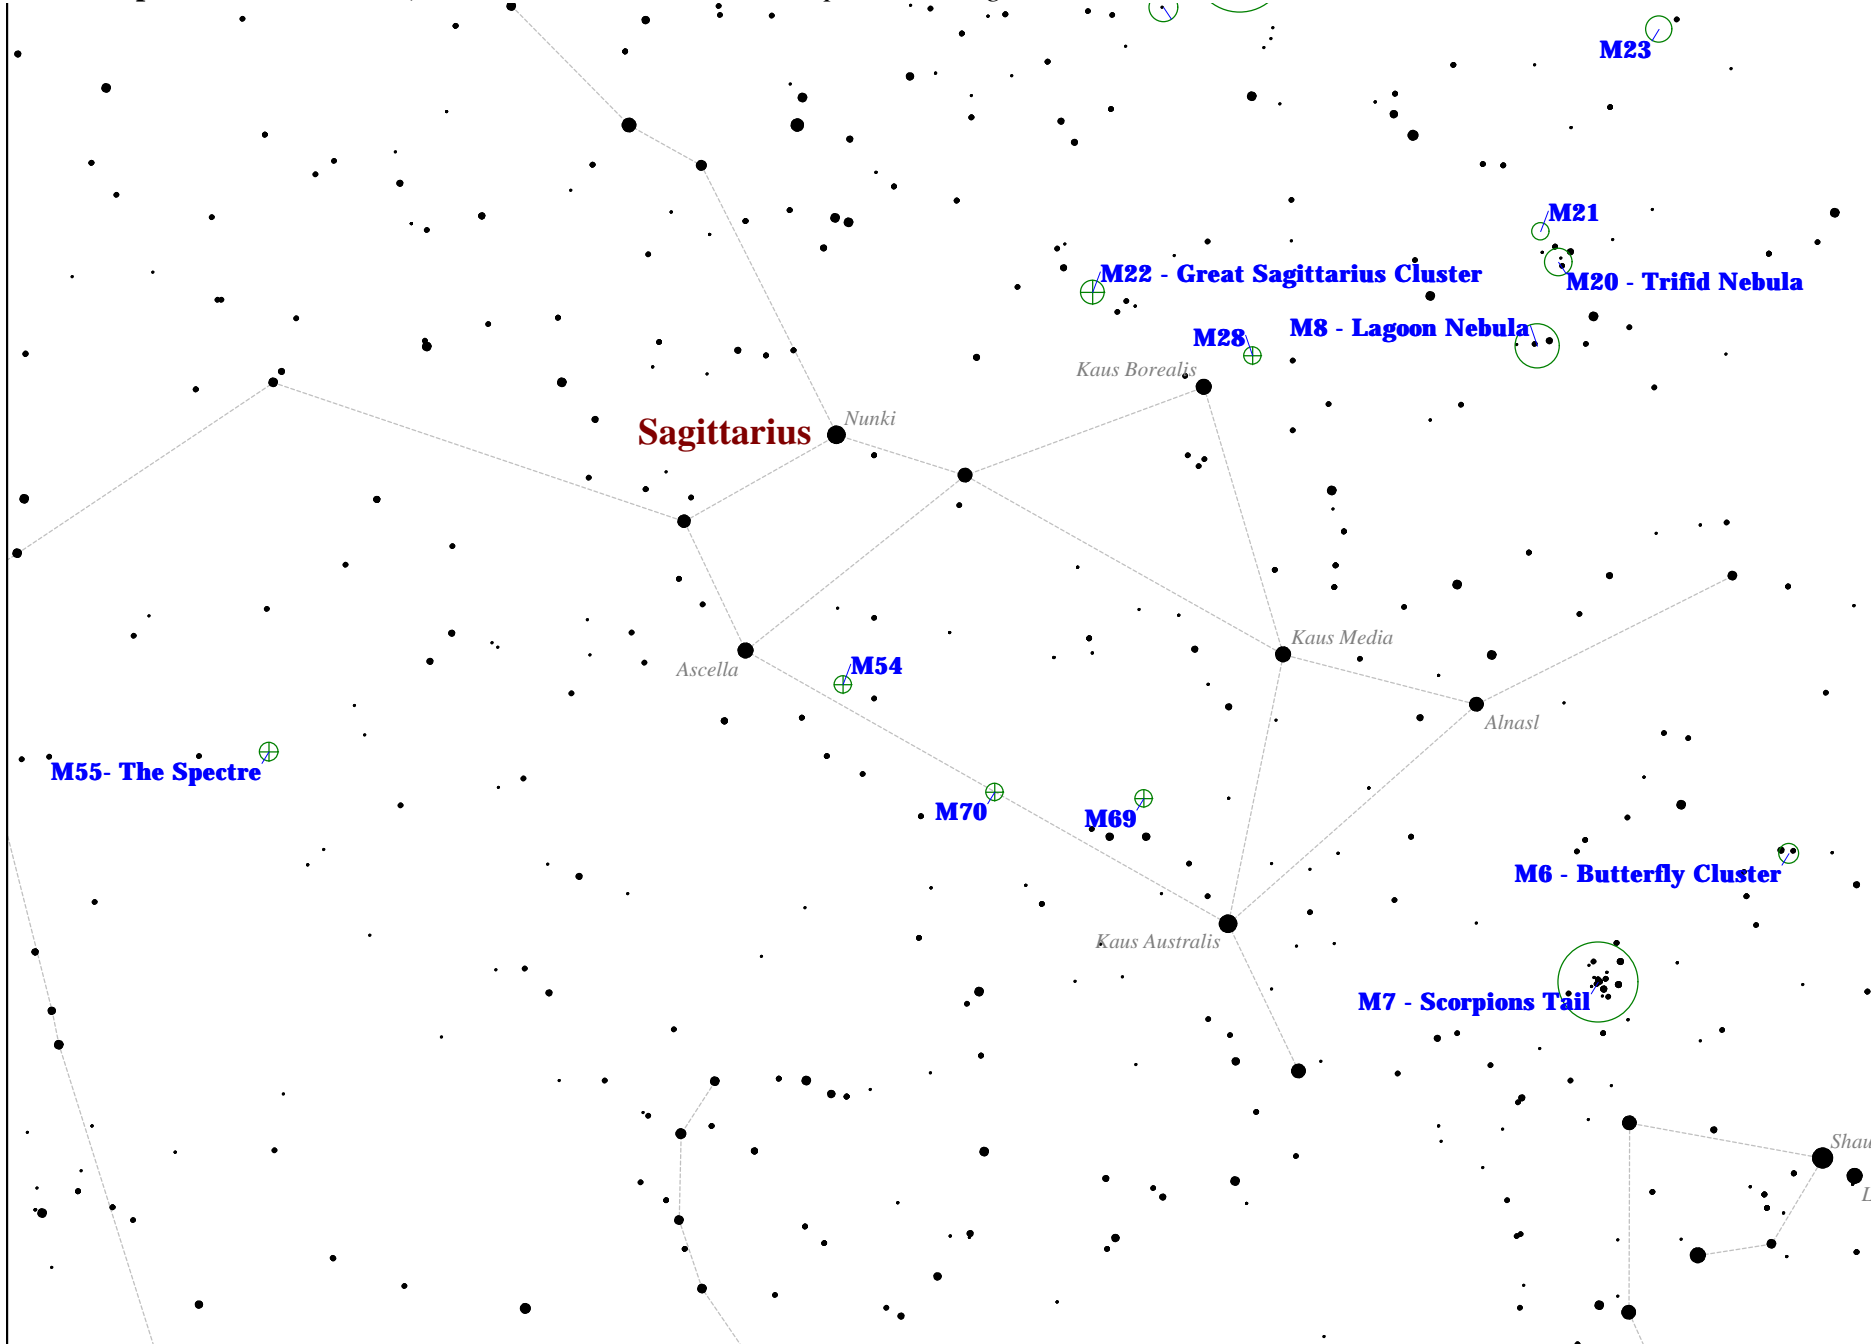 M23
M21
M22 - Great Sagittarius Cluster
M20 - Trifid Nebula
M8 - Lagoon Nebula
M28
Kaus Borealis
Nunki
Sagittarius
Kaus Media
Ascella
M54
Alnasl
M55- The Spectre
M70
M69
M6 - Butterfly Cluster
Kaus Australis
M7 - Scorpions Tail
Shau
L